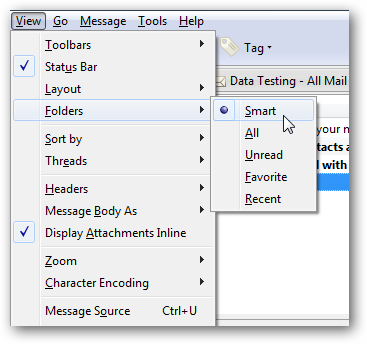 View Go Message Tools Help
Toolbars
Tag
Status Bar
Data Testing - All Mail
Layout
Folders
Smart
your m
All
tacts a
Sort by
Unread
d with
Threads
Favorite
Headers
Recent
Message Body As
Display Attachments Inline
Zoom
Character Encoding
Message Source Ctrl+U